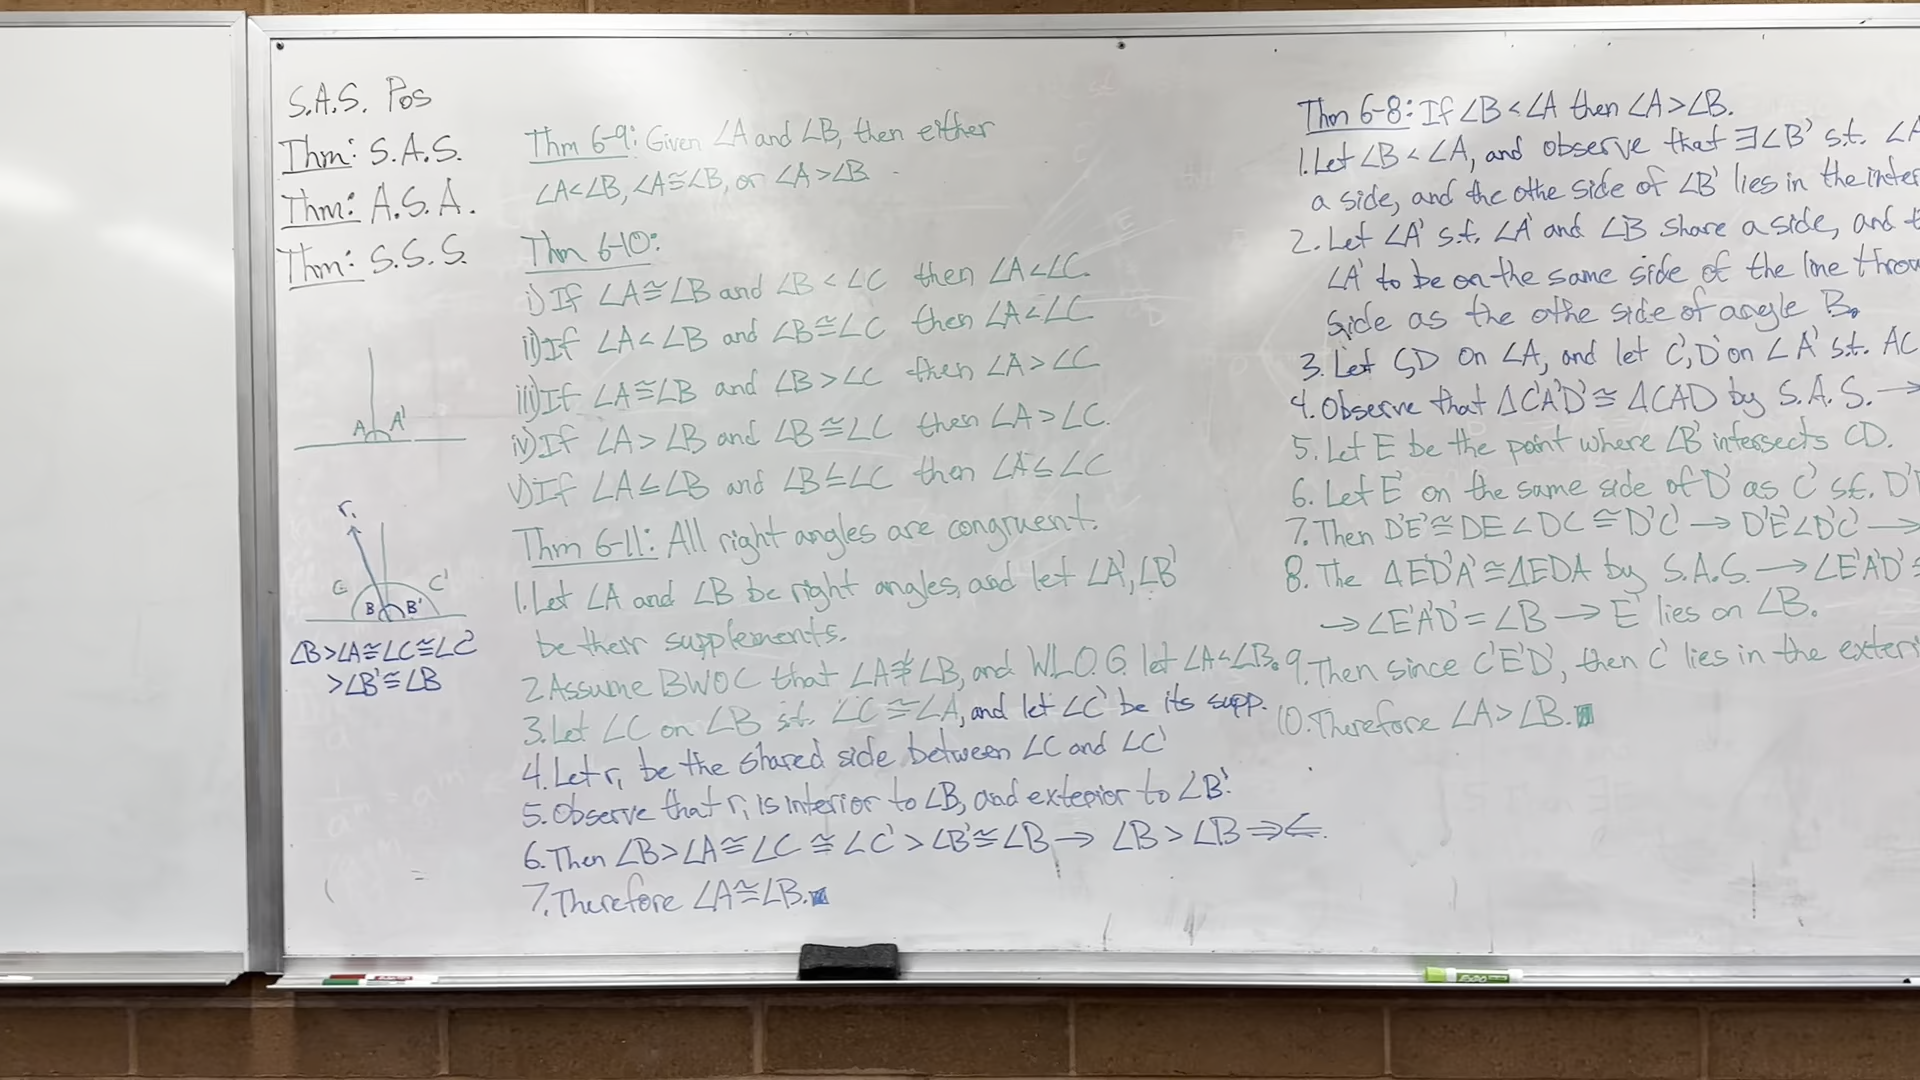 S.A.S. Pos
Thm: S.A.S.
Thm: A.S.A.
Thm: S.S.S.
A A'
r₁
C C'
B B'
∠B>∠A≅∠C≅∠C'
>∠B'≅∠B
Thm 6-9: Given ∠A and ∠B, then either
∠A<∠B, ∠A≅∠B, or ∠A>∠B
Thm 6-10:
i) If ∠A≅∠B and ∠B<∠C then ∠A<∠C.
ii) If ∠A<∠B and ∠B≅∠C then ∠A<∠C.
iii) If ∠A≅∠B and ∠B>∠C then ∠A>∠C.
iv) If ∠A>∠B and ∠B≅∠C then ∠A>∠C.
v) If ∠A≤∠B and ∠B≤∠C then ∠A≤∠C
Thm 6-11: All right angles are congruent.
1. Let ∠A and ∠B be right angles, and let ∠A', ∠B'
be their supplements.
2. Assume BWOC that ∠A≇∠B, and W.L.O.G. let ∠A<∠B.
3. Let ∠C on ∠B s.t. ∠C≅∠A, and let ∠C' be its supp.
4. Let r₁ be the shared side between ∠C and ∠C'
5. Observe that r₁ is interior to ∠B, and exterior to ∠B'.
6. Then ∠B>∠A≅∠C≅∠C'>∠B'≅∠B → ∠B>∠B ⇒⇐.
7. Therefore ∠A≅∠B.
Thm 6-8: If ∠B<∠A then ∠A>∠B.
1. Let ∠B<∠A, and observe that ∃∠B' s.t. ∠A
a side, and the othe side of ∠B' lies in the inter
2. Let ∠A' s.t. ∠A' and ∠B share a side, and t
∠A' to be on the same side of the line throu
side as the othe side of angle B.
3. Let C,D on ∠A, and let C',D' on ∠A' s.t. AC
4. Observe that ΔC'A'D'≅ΔCAD by S.A.S. →
5. Let E be the point where ∠B' intersects CD.
6. Let E' on the same side of D' as C' s.t. D'
7. Then D'E'≅DE<DC≅D'C' → D'E'<D'C' →
8. The ΔE'D'A'≅ΔEDA by S.A.S. → ∠E'A'D'≅
→ ∠E'A'D'=∠B → E' lies on ∠B.
9. Then since C'E'D', then C' lies in the exteri
10. Therefore ∠A>∠B.